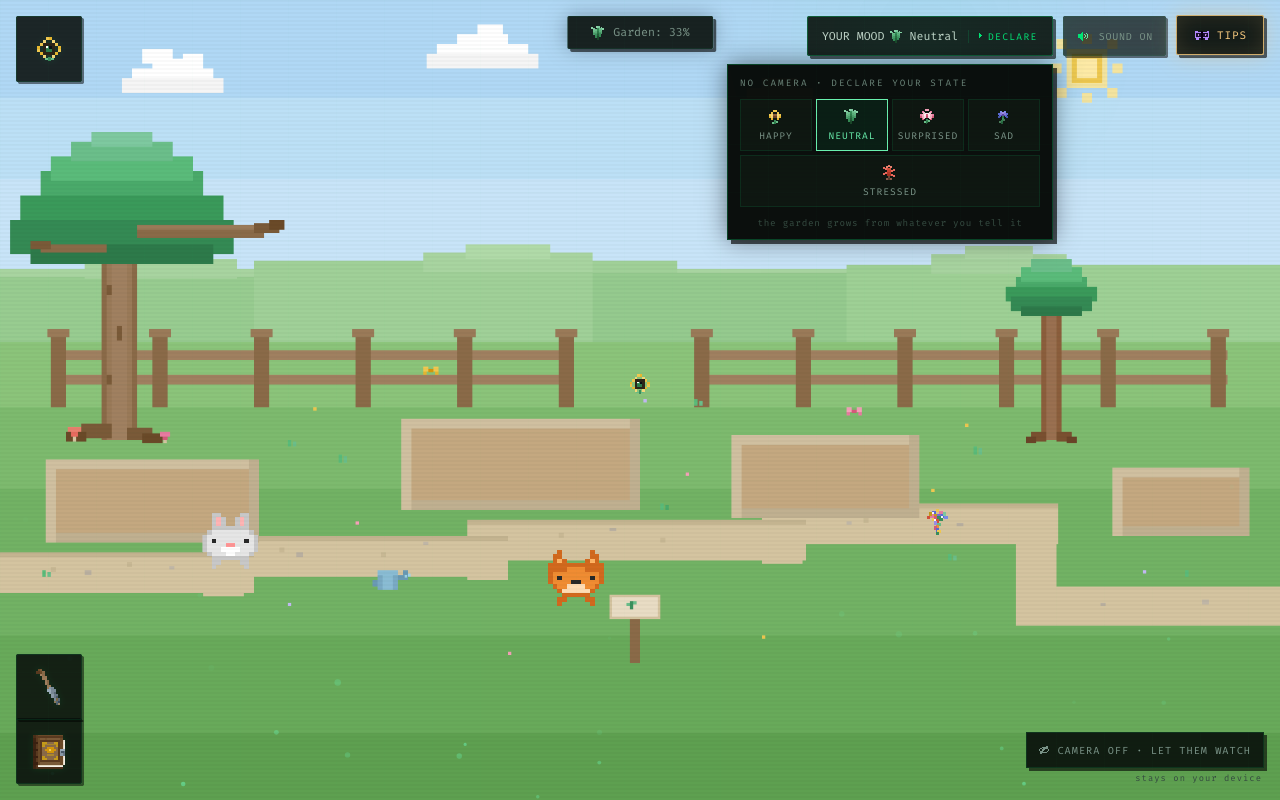 Garden: 33%
YOUR MOOD Neutral DECLARE
SOUND ON
TIPS
NO CAMERA · DECLARE YOUR STATE
HAPPY
NEUTRAL
SURPRISED
SAD
STRESSED
the garden grows from whatever you tell it
CAMERA OFF · LET THEM WATCH
stays on your device